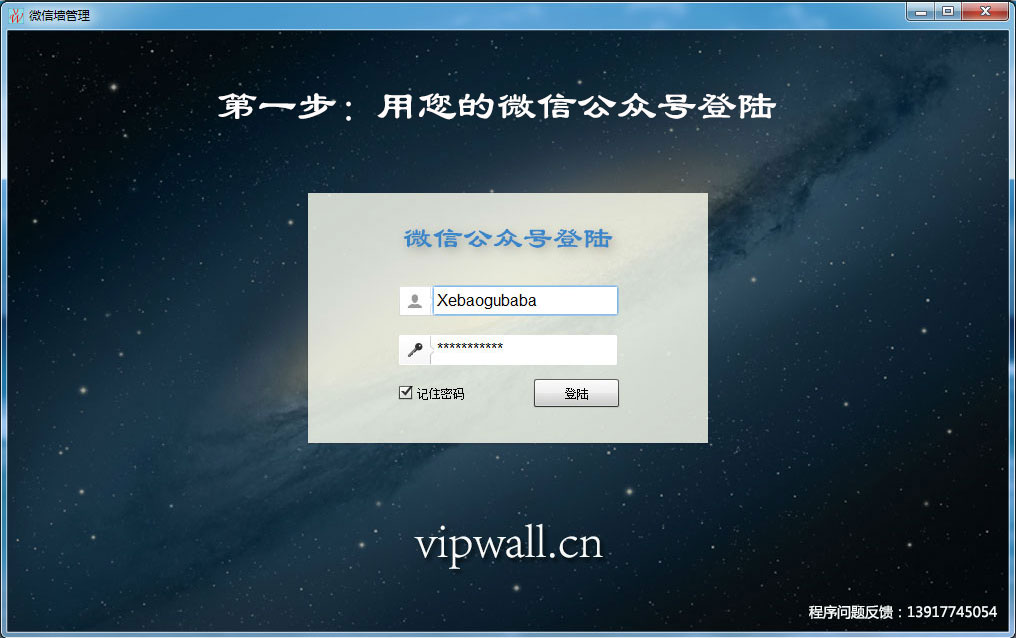 微信墙管理
第一步：用您的微信公众号登陆
微信公众号登陆
Xebaogubaba
***********
记住密码
登陆
vipwall.cn
程序问题反馈：13917745054